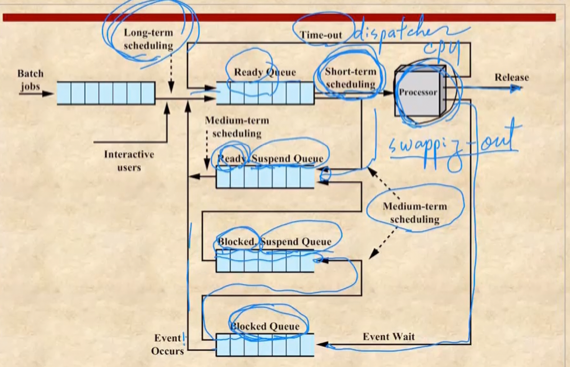 Long-term
scheduling
Time-out
dispatcher
cpu
Batch
jobs
Ready Queue
Short-term
scheduling
Processor
Release
Interactive
users
Medium-term
scheduling
swapping-out
Ready, Suspend Queue
Medium-term
scheduling
Blocked, Suspend Queue
Blocked Queue
Event
Occurs
Event Wait